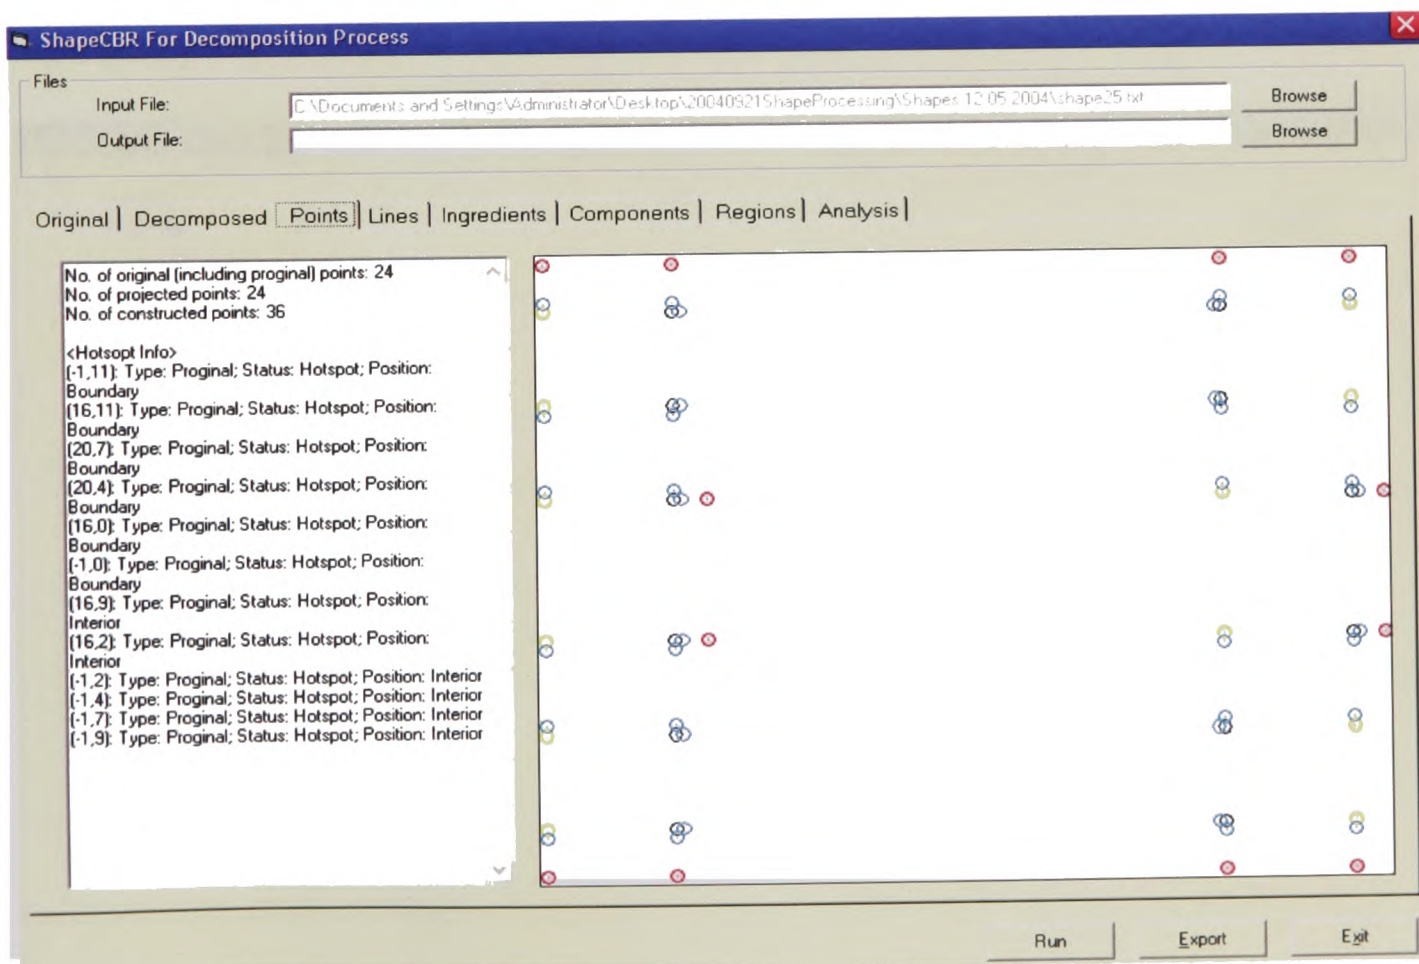 ShapeCBR For Decomposition Process
Files
Input File:
C:\Documents and Settings\Administrator\Desktop\20040921ShapeProcessing\Shapes 12.05.2004\shape25.txt
Browse
Output File:
Browse
Original | Decomposed | Points | Lines | Ingredients | Components | Regions | Analysis |
No. of original (including proginal) points: 24
No. of projected points: 24
No. of constructed points: 36
<Hotsopt Info>
(-1,11): Type: Proginal; Status: Hotspot; Position:
Boundary
(16,11): Type: Proginal; Status: Hotspot; Position:
Boundary
(20,7): Type: Proginal; Status: Hotspot; Position:
Boundary
(20,4): Type: Proginal; Status: Hotspot; Position:
Boundary
(16,0): Type: Proginal; Status: Hotspot; Position:
Boundary
(-1,0): Type: Proginal; Status: Hotspot; Position:
Boundary
(16,9): Type: Proginal; Status: Hotspot; Position:
Interior
(16,2): Type: Proginal; Status: Hotspot; Position:
Interior
(-1,2): Type: Proginal; Status: Hotspot; Position: Interior
(-1,4): Type: Proginal; Status: Hotspot; Position: Interior
(-1,7): Type: Proginal; Status: Hotspot; Position: Interior
(-1,9): Type: Proginal; Status: Hotspot; Position: Interior
Run
Export
Exit